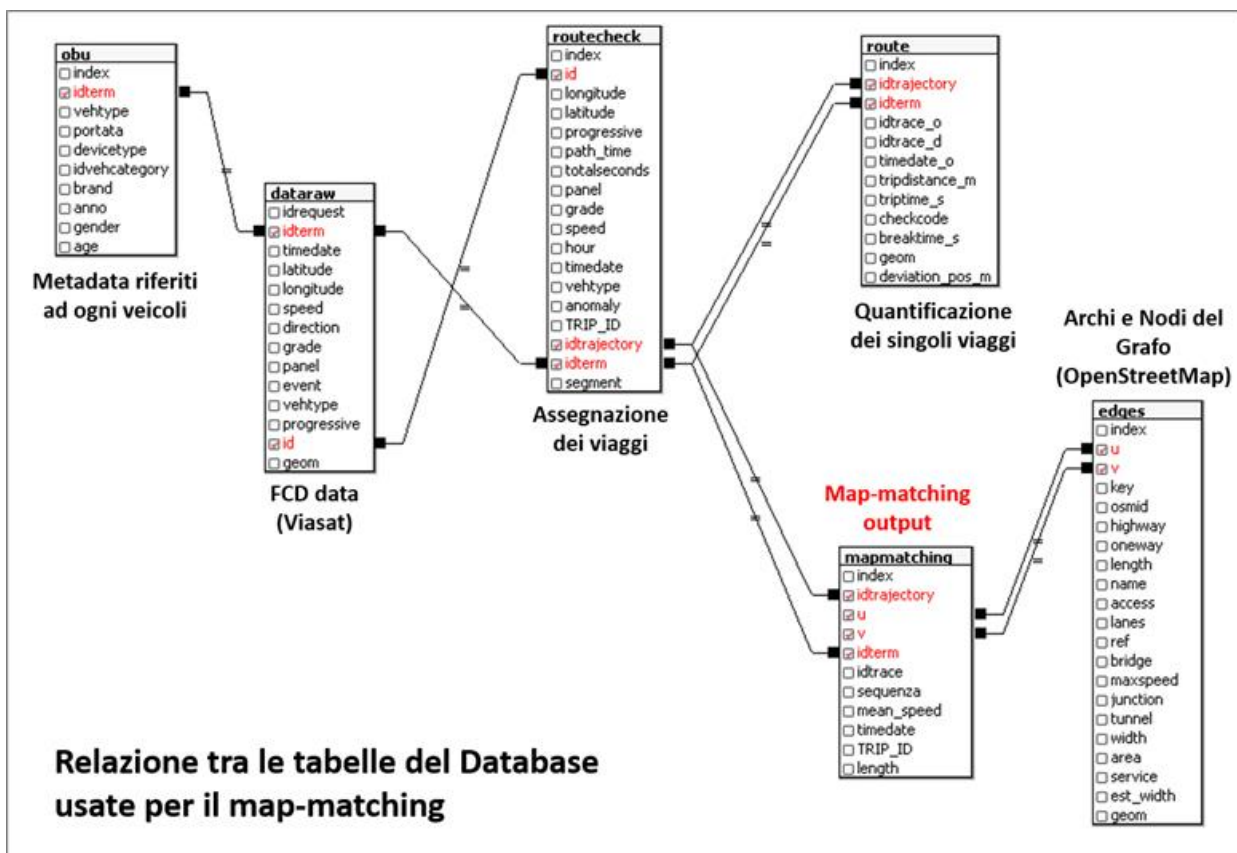 obu
index
idterm
vehtype
portata
devicetype
idvehcategory
brand
anno
gender
age
Metadata riferiti
ad ogni veicoli
dataraw
idrequest
idterm
timedate
latitude
longitude
speed
direction
grade
panel
event
vehtype
progressive
id
geom
FCD data
(Viasat)
routecheck
index
id
longitude
latitude
progressive
path_time
totalseconds
panel
grade
speed
hour
timedate
vehtype
anomaly
TRIP_ID
idtrajectory
idterm
segment
Assegnazione
dei viaggi
route
index
idtrajectory
idterm
idtrace_o
idtrace_d
timedate_o
tripdistance_m
triptime_s
checkcode
breaktime_s
geom
deviation_pos_m
Quantificazione
dei singoli viaggi
Map-matching
output
mapmatching
index
idtrajectory
u
v
idterm
idtrace
sequenza
mean_speed
timedate
TRIP_ID
length
Archi e Nodi del
Grafo
(OpenStreetMap)
edges
index
u
v
key
osmid
highway
oneway
length
name
access
lanes
ref
bridge
maxspeed
junction
tunnel
width
area
service
est_width
geom
Relazione tra le tabelle del Database
usate per il map-matching